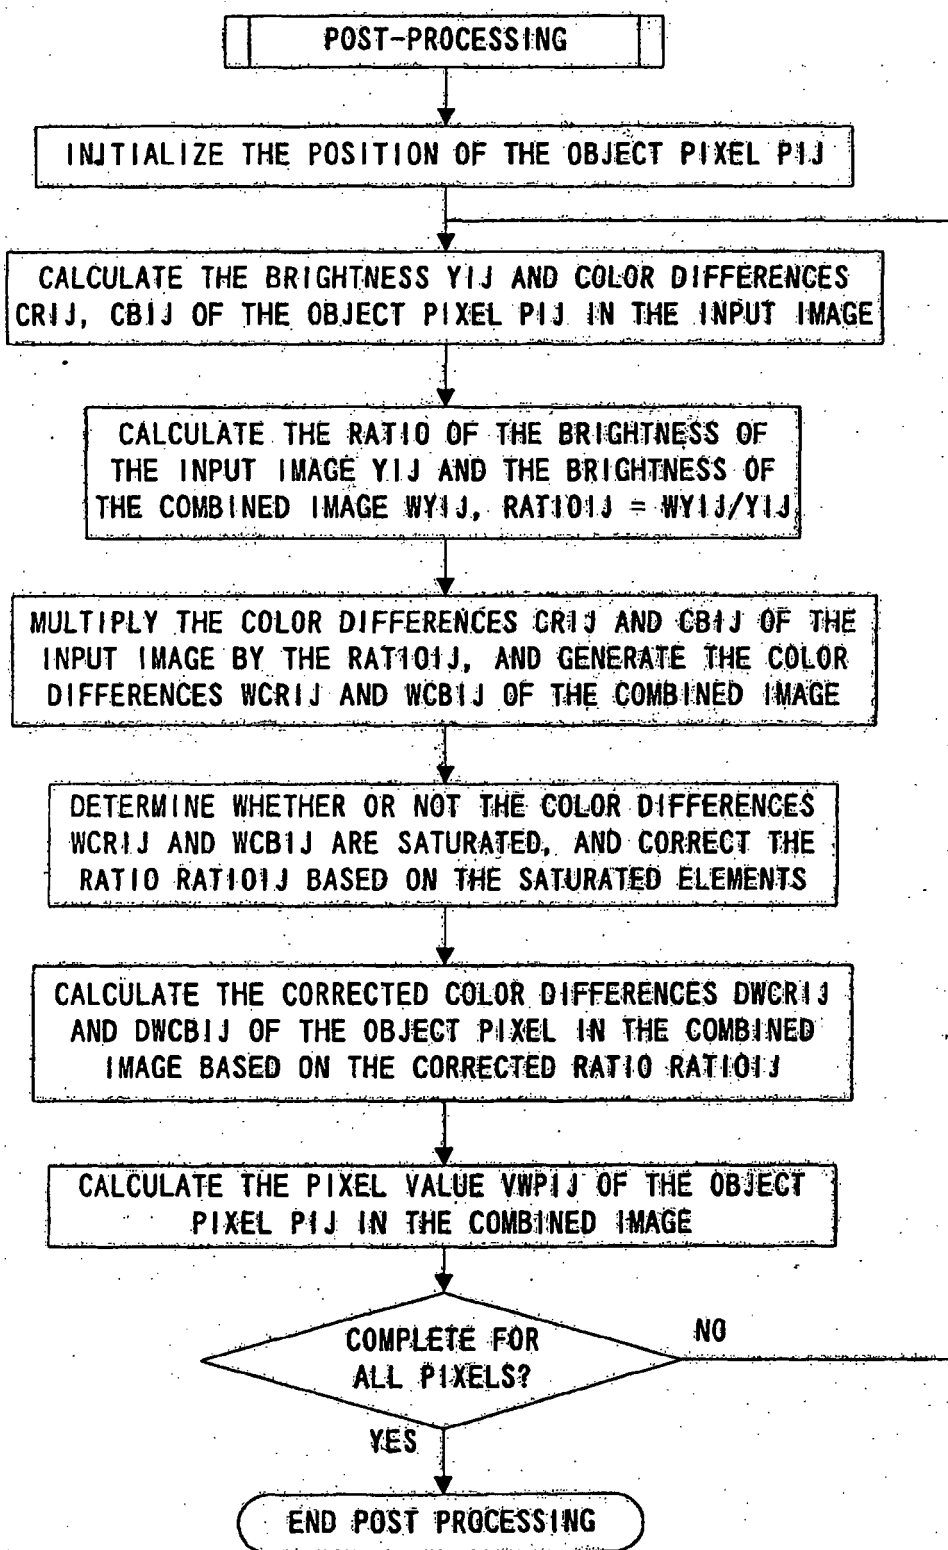 POST-PROCESSING
INITIALIZE THE POSITION OF THE OBJECT PIXEL PIJ
CALCULATE THE BRIGHTNESS YIJ AND COLOR DIFFERENCES
CRIJ, CBIJ OF THE OBJECT PIXEL PIJ IN THE INPUT IMAGE
CALCULATE THE RATIO OF THE BRIGHTNESS OF
THE INPUT IMAGE YIJ AND THE BRIGHTNESS OF
THE COMBINED IMAGE WYIJ, RATIOIJ = WYIJ/YIJ
MULTIPLY THE COLOR DIFFERENCES CRIJ AND CBIJ OF THE
INPUT IMAGE BY THE RATIOIJ, AND GENERATE THE COLOR
DIFFERENCES WCRIJ AND WCBIJ OF THE COMBINED IMAGE
DETERMINE WHETHER OR NOT THE COLOR DIFFERENCES
WCRIJ AND WCBIJ ARE SATURATED, AND CORRECT THE
RATIO RATIOIJ BASED ON THE SATURATED ELEMENTS
CALCULATE THE CORRECTED COLOR DIFFERENCES DWCRIJ
AND DWCBIJ OF THE OBJECT PIXEL IN THE COMBINED
IMAGE BASED ON THE CORRECTED RATIO RATIOIJ
CALCULATE THE PIXEL VALUE VWPIJ OF THE OBJECT
PIXEL PIJ IN THE COMBINED IMAGE
COMPLETE FOR
ALL PIXELS?
NO
YES
END POST PROCESSING